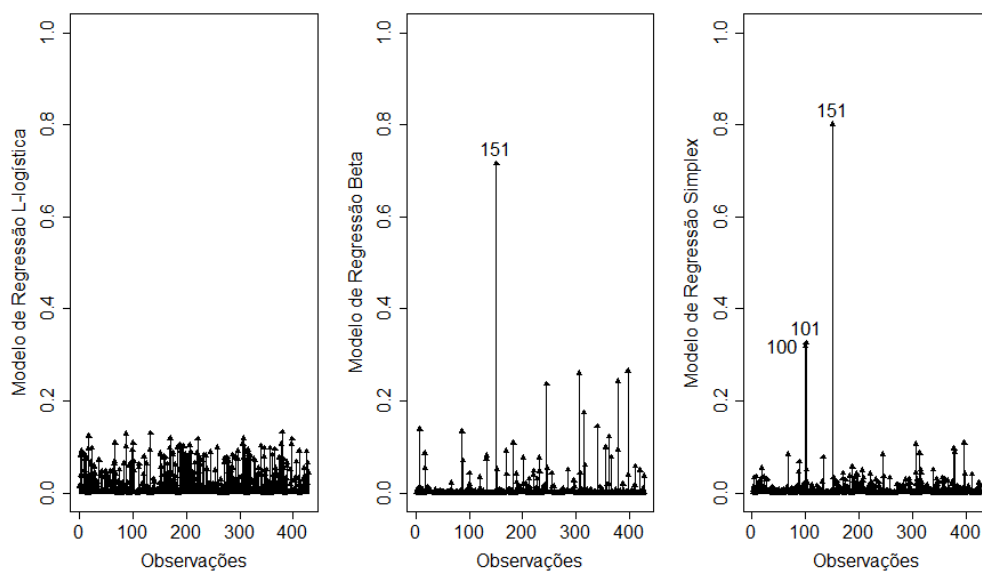 Modelo de Regressão L-logística
1.0
0.8
0.6
0.4
0.2
0.0
0 100 200 300 400
Observações
Modelo de Regressão Beta
1.0
0.8
0.6
0.4
0.2
0.0
151
0 100 200 300 400
Observações
Modelo de Regressão Simplex
1.0
0.8
0.6
0.4
0.2
0.0
151
101
100
0 100 200 300 400
Observações